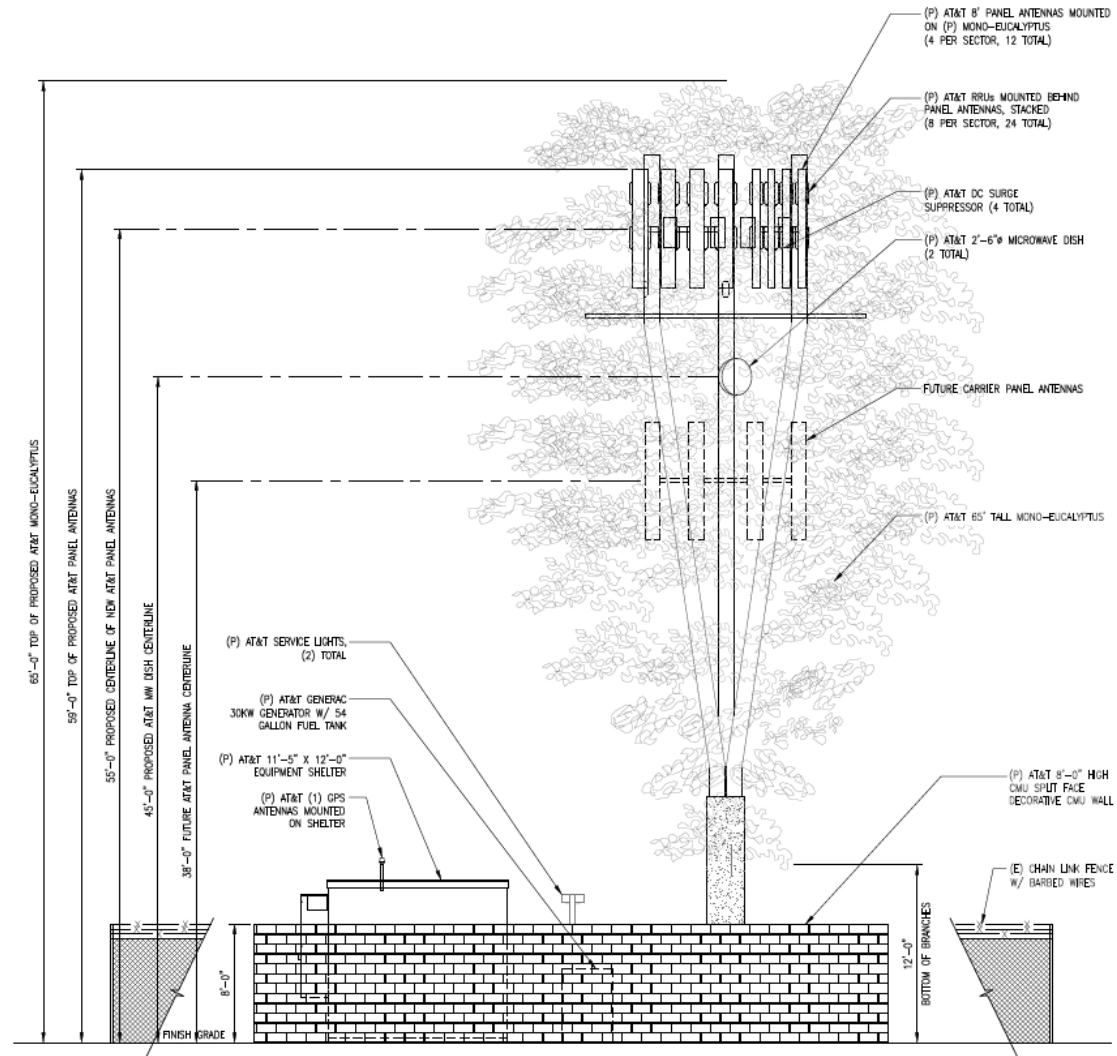 (P) AT&T 8' PANEL ANTENNAS MOUNTED
ON (P) MONO-EUCALYPTUS
(4 PER SECTOR, 12 TOTAL)
(P) AT&T RRUs MOUNTED BEHIND
PANEL ANTENNAS, STACKED
(8 PER SECTOR, 24 TOTAL)
(P) AT&T DC SURGE
SUPPRESSOR (4 TOTAL)
(P) AT&T 2'-6"ø MICROWAVE DISH
(2 TOTAL)
FUTURE CARRIER PANEL ANTENNAS
(P) AT&T 65' TALL MONO-EUCALYPTUS
65'-0" TOP OF PROPOSED AT&T MONO-EUCALYPTUS
59'-0" TOP OF PROPOSED AT&T PANEL ANTENNAS
55'-0" PROPOSED CENTERLINE OF NEW AT&T PANEL ANTENNAS
45'-0" PROPOSED AT&T MW DISH CENTERLINE
38'-0" FUTURE AT&T PANEL ANTENNA CENTERLINE
(P) AT&T SERVICE LIGHTS,
(2) TOTAL
(P) AT&T GENERAC
30KW GENERATOR W/ 54
GALLON FUEL TANK
(P) AT&T 11'-5" X 12'-0"
EQUIPMENT SHELTER
(P) AT&T (1) GPS
ANTENNAS MOUNTED
ON SHELTER
(P) AT&T 8'-0" HIGH
CMU SPLIT FACE
DECORATIVE CMU WALL
(E) CHAIN LINK FENCE
W/ BARBED WIRES
8'-0"
12'-0"
BOTTOM OF BRANCHES
FINISH GRADE